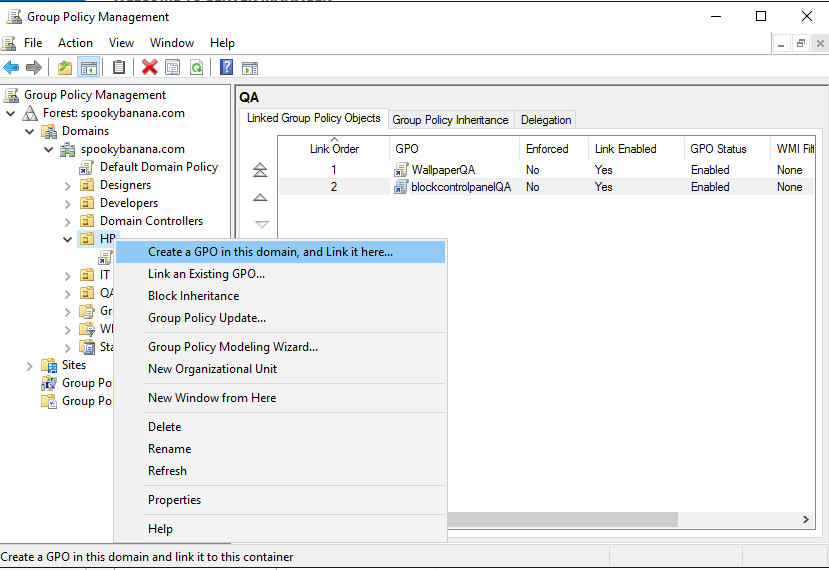 Group Policy Management
File Action View Window Help
Group Policy Management
Forest: spookybanana.com
Domains
spookybanana.com
Default Domain Policy
Designers
Developers
Domain Controllers
HR
IT
QA
Gr
WI
Sta
Sites
Group Po
Group Po
QA
Linked Group Policy Objects Group Policy Inheritance Delegation
Link Order GPO Enforced Link Enabled GPO Status WMI Filt
1 WallpaperQA No Yes Enabled None
2 blockcontrolpanelQA No Yes Enabled None
Create a GPO in this domain, and Link it here...
Link an Existing GPO...
Block Inheritance
Group Policy Update...
Group Policy Modeling Wizard...
New Organizational Unit
New Window from Here
Delete
Rename
Refresh
Properties
Help
Create a GPO in this domain and link it to this container